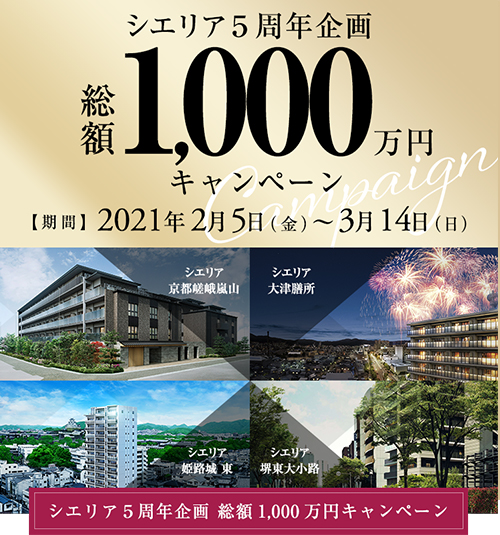 シエリア5周年企画
総額1,000万円
キャンペーン
Campaign
【期間】2021年2月5日(金)～3月14日(日)
シエリア
京都嵯峨嵐山
シエリア
大津膳所
シエリア
姫路城 東
シエリア
堺東大小路
シエリア5周年企画 総額1,000万円キャンペーン